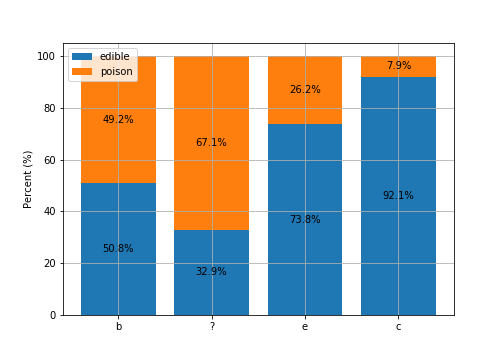 edible
poison
100
80
60
40
20
0
Percent (%)
49.2%
67.1%
26.2%
7.9%
50.8%
32.9%
73.8%
92.1%
b
?
e
c